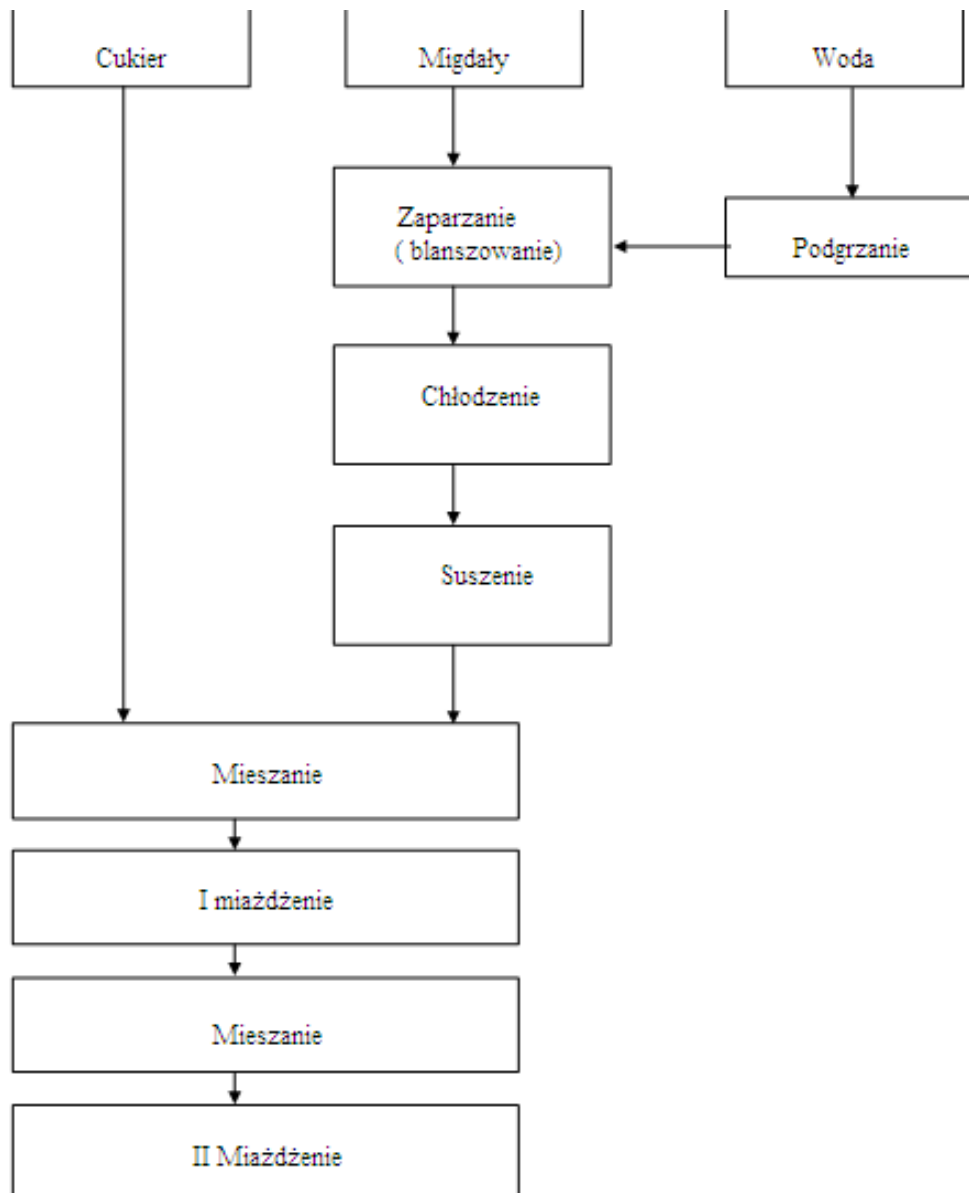 Cukier
Migdały
Woda
Zaparzanie
( blanszowanie)
Podgrzanie
Chłodzenie
Suszenie
Mieszanie
I miażdżenie
Mieszanie
II Miażdżenie